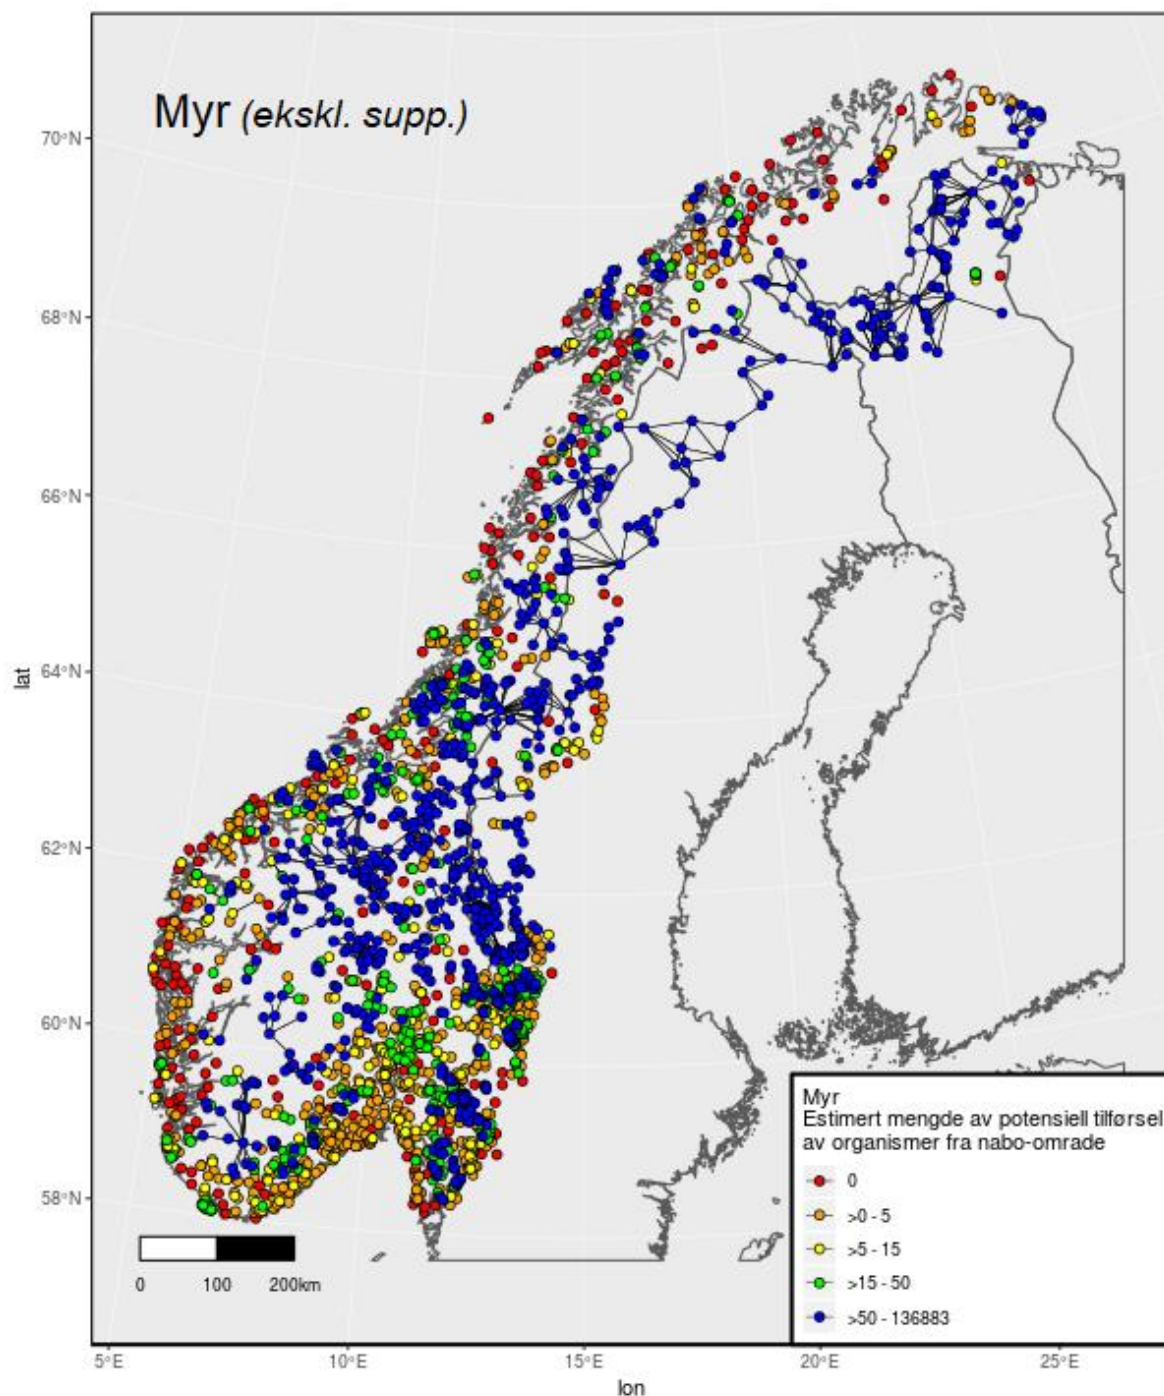 Myr (ekskl. supp.)
70°N
68°N
66°N
64°N
62°N
60°N
58°N
lat
0 100 200km
Myr
Estimert mengde av potensiell tilførsel
av organismer fra nabo-område
0
>0 - 5
>5 - 15
>15 - 50
>50 - 136883
5°E 10°E 15°E 20°E 25°E
lon